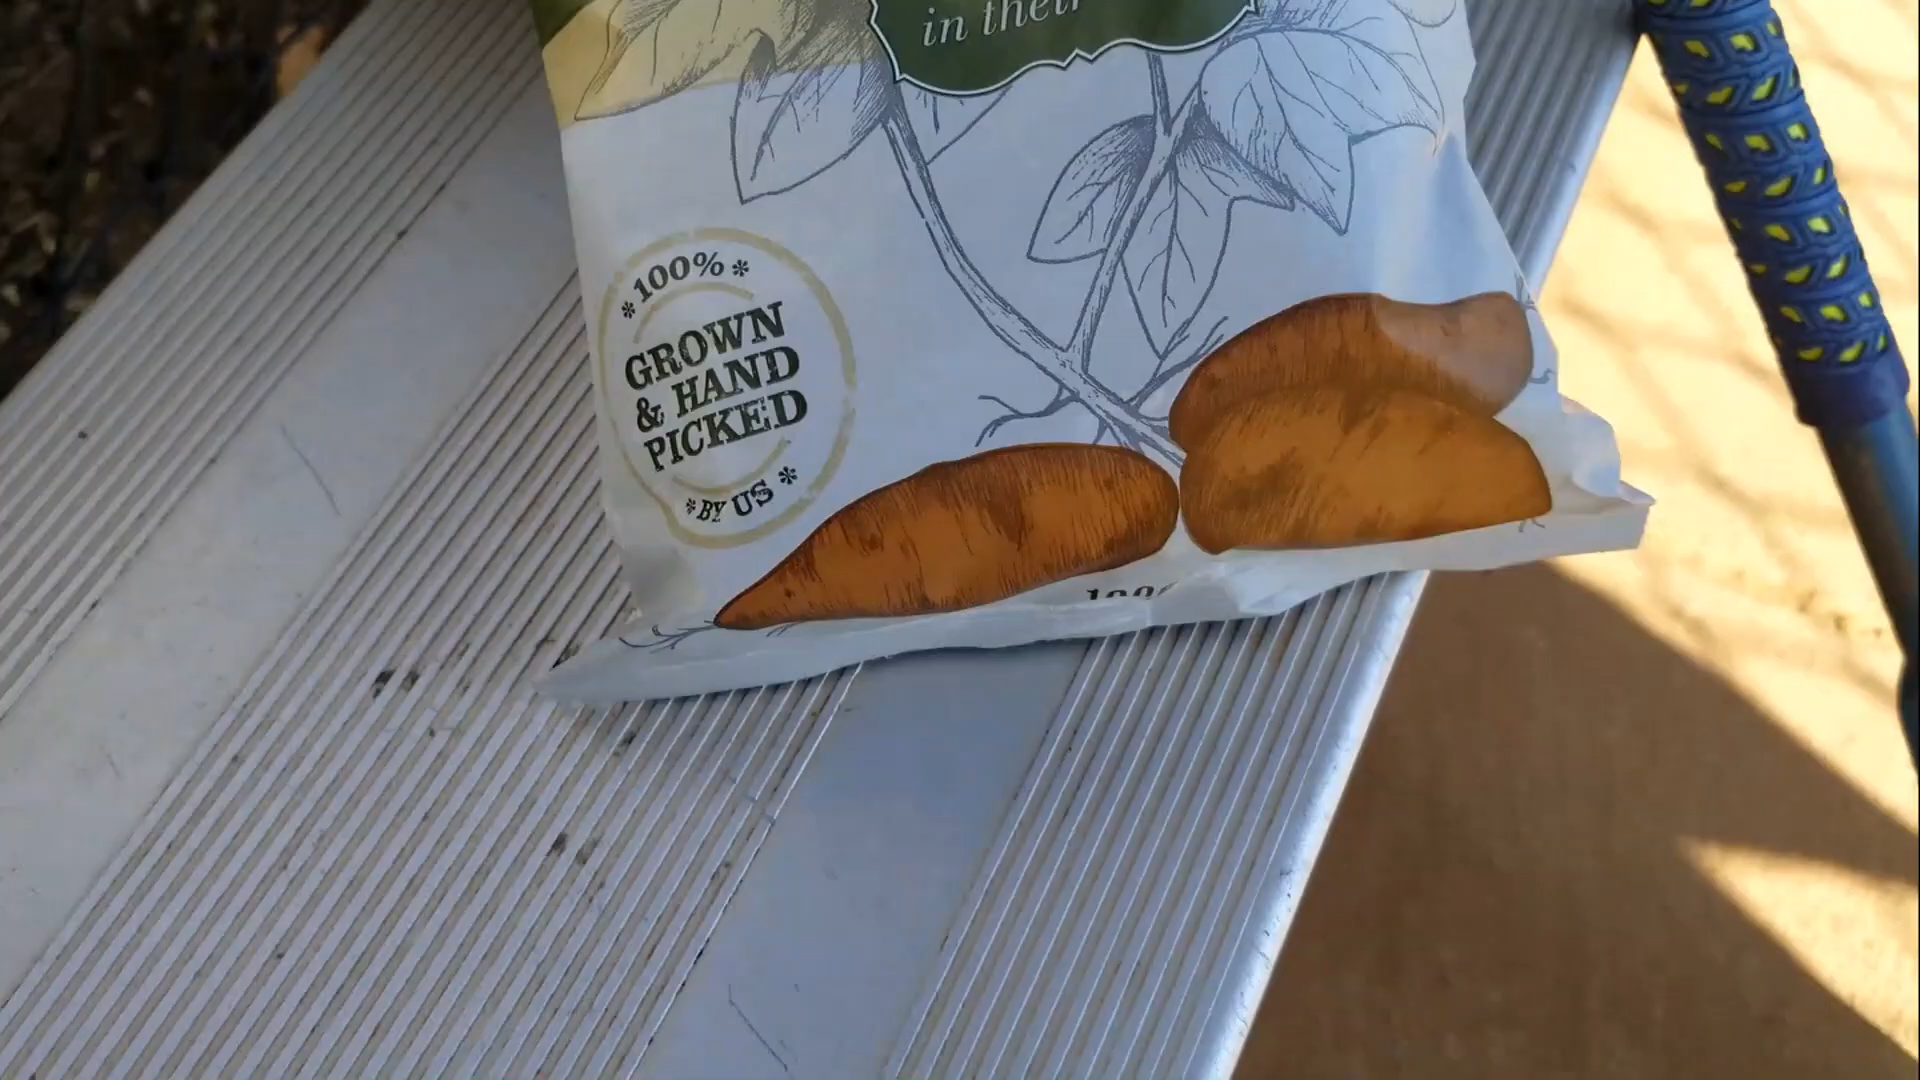 in their
* 100% *
GROWN
& HAND
PICKED
* BY US *